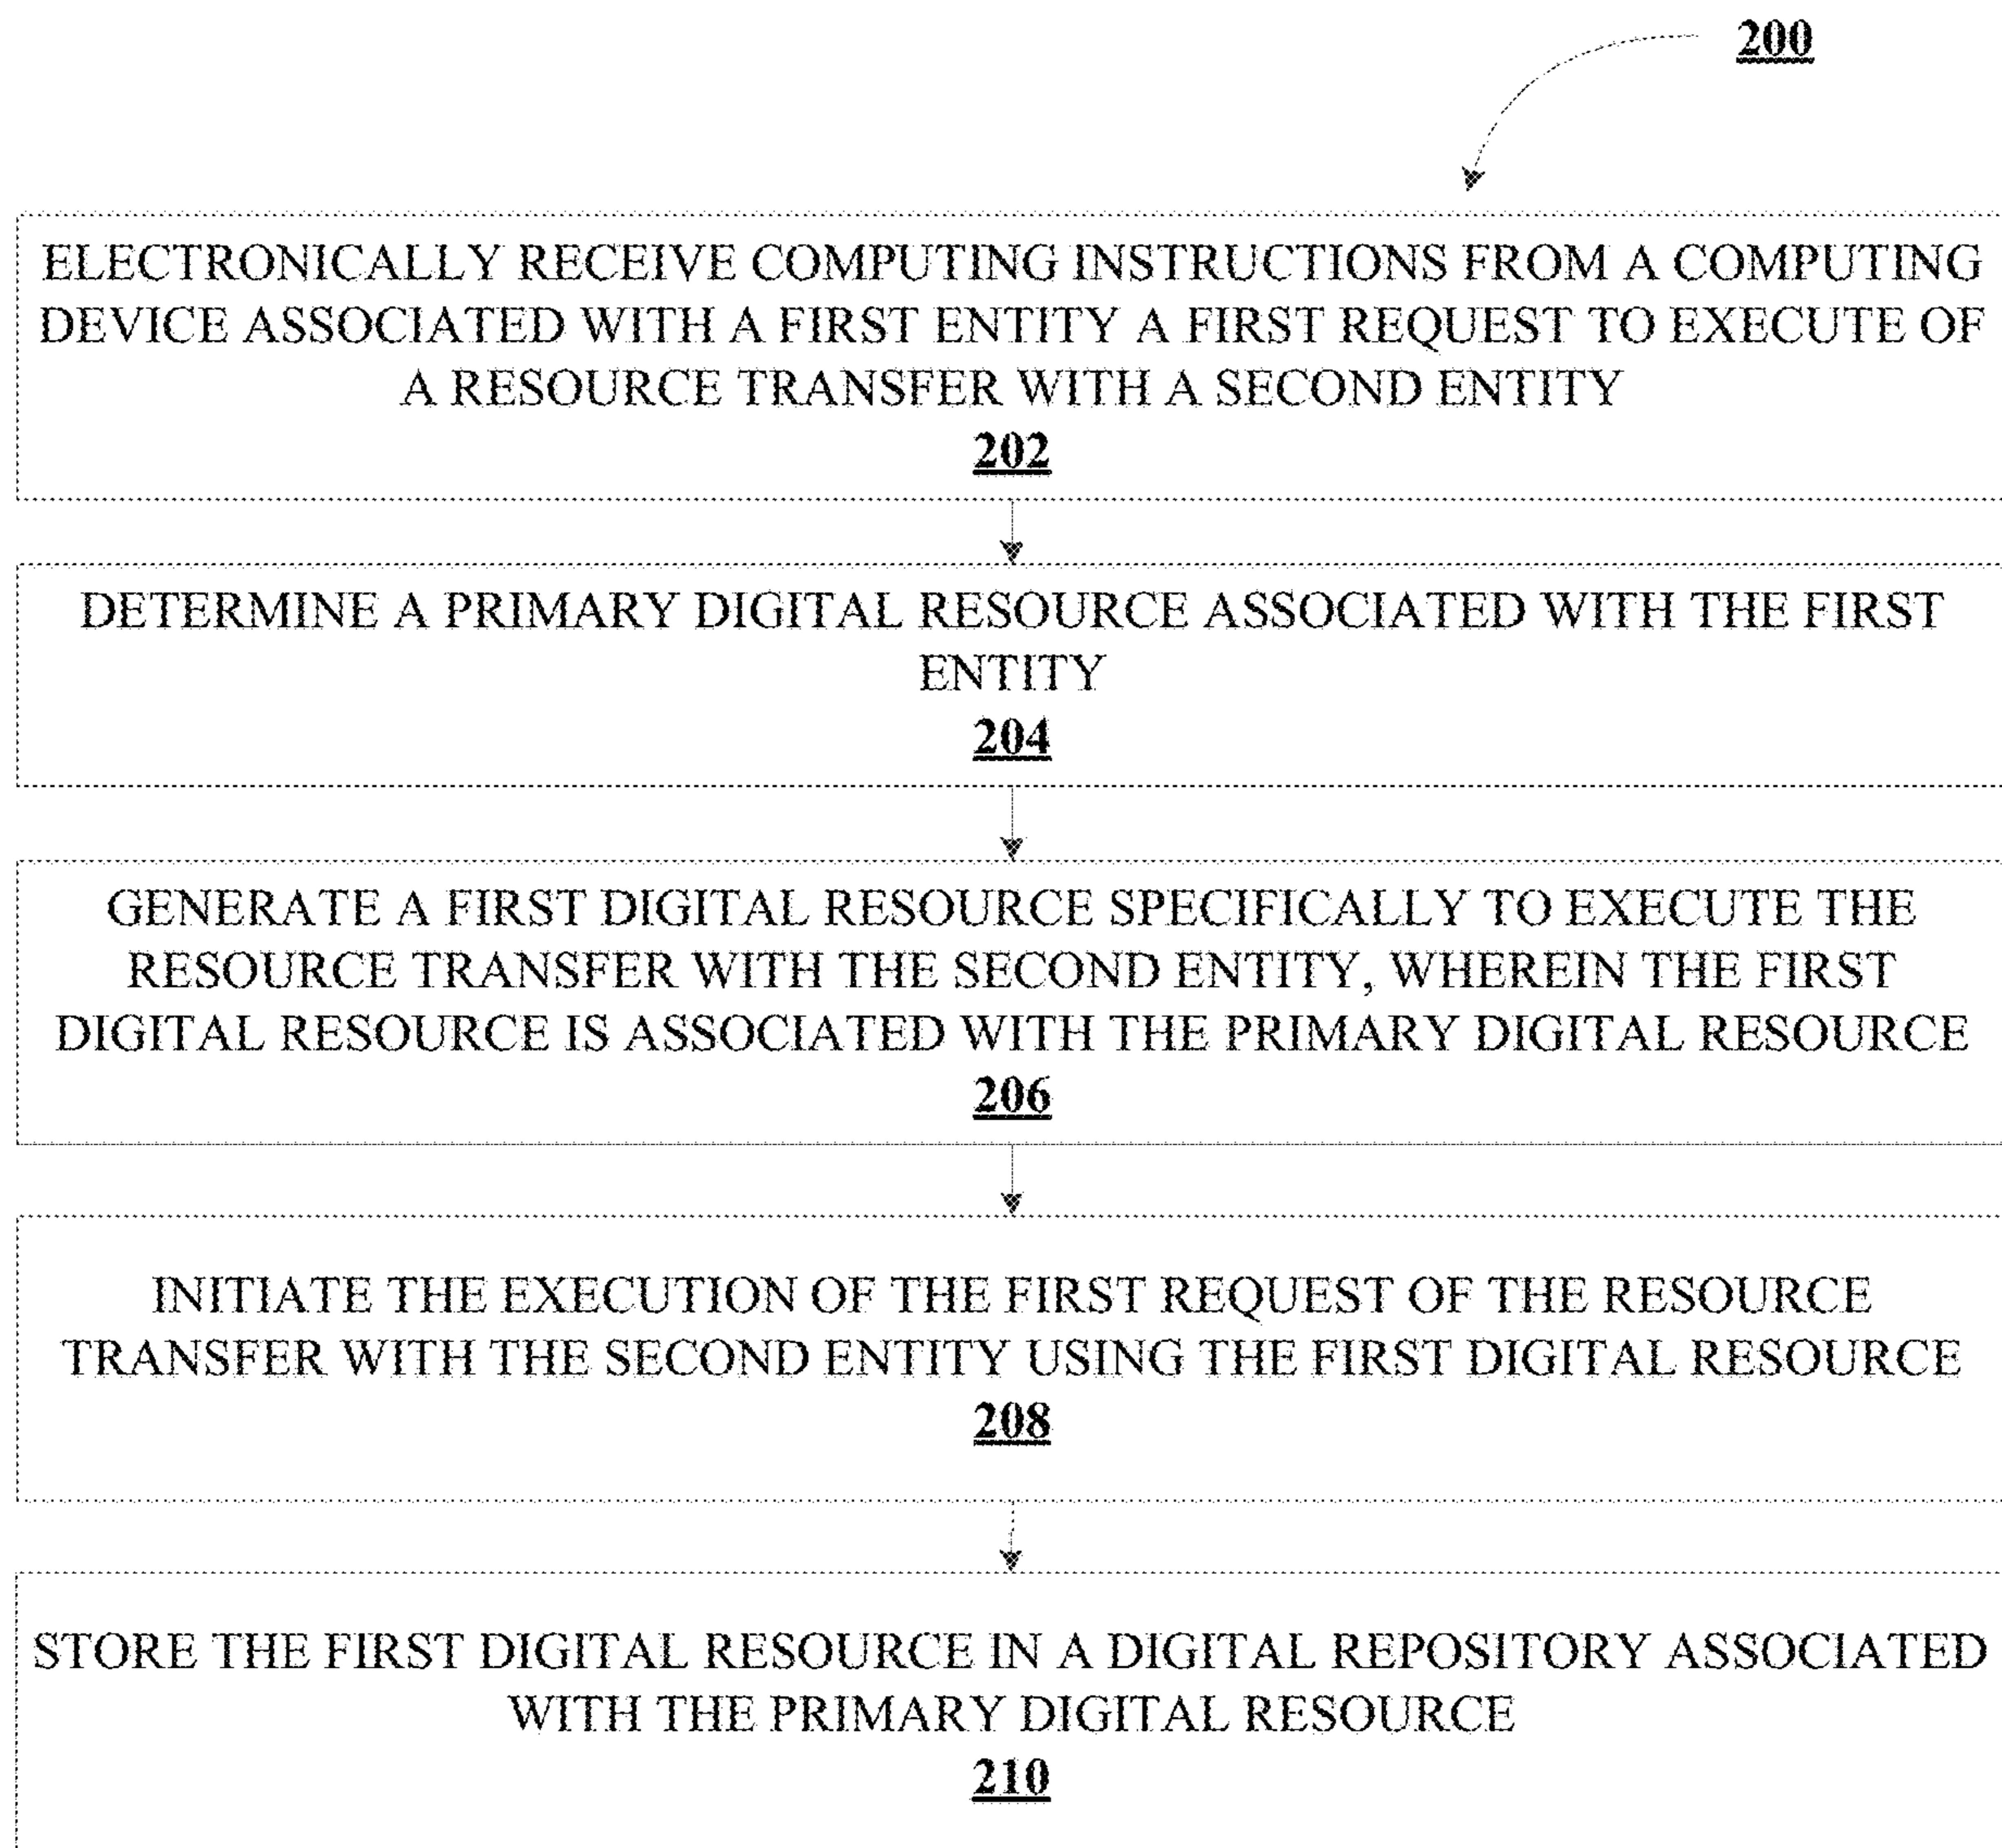 200
ELECTRONICALLY RECEIVE COMPUTING INSTRUCTIONS FROM A COMPUTING
DEVICE ASSOCIATED WITH A FIRST ENTITY A FIRST REQUEST TO EXECUTE OF
A RESOURCE TRANSFER WITH A SECOND ENTITY
202
DETERMINE A PRIMARY DIGITAL RESOURCE ASSOCIATED WITH THE FIRST
ENTITY
204
GENERATE A FIRST DIGITAL RESOURCE SPECIFICALLY TO EXECUTE THE
RESOURCE TRANSFER WITH THE SECOND ENTITY, WHEREIN THE FIRST
DIGITAL RESOURCE IS ASSOCIATED WITH THE PRIMARY DIGITAL RESOURCE
206
INITIATE THE EXECUTION OF THE FIRST REQUEST OF THE RESOURCE
TRANSFER WITH THE SECOND ENTITY USING THE FIRST DIGITAL RESOURCE
208
STORE THE FIRST DIGITAL RESOURCE IN A DIGITAL REPOSITORY ASSOCIATED
WITH THE PRIMARY DIGITAL RESOURCE
210